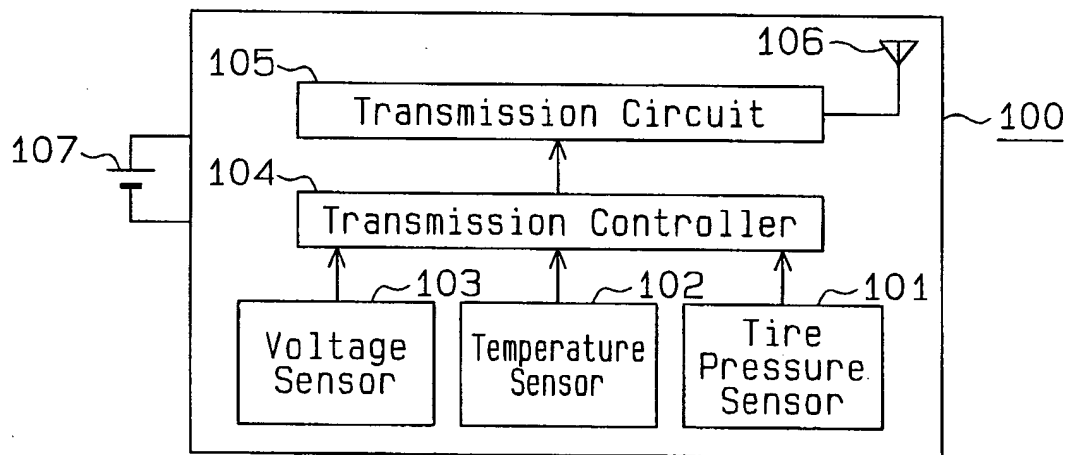 106
105
Transmission Circuit
100
107
104
Transmission Controller
103
102
101
Voltage
Sensor
Temperature
Sensor
Tire
Pressure
Sensor